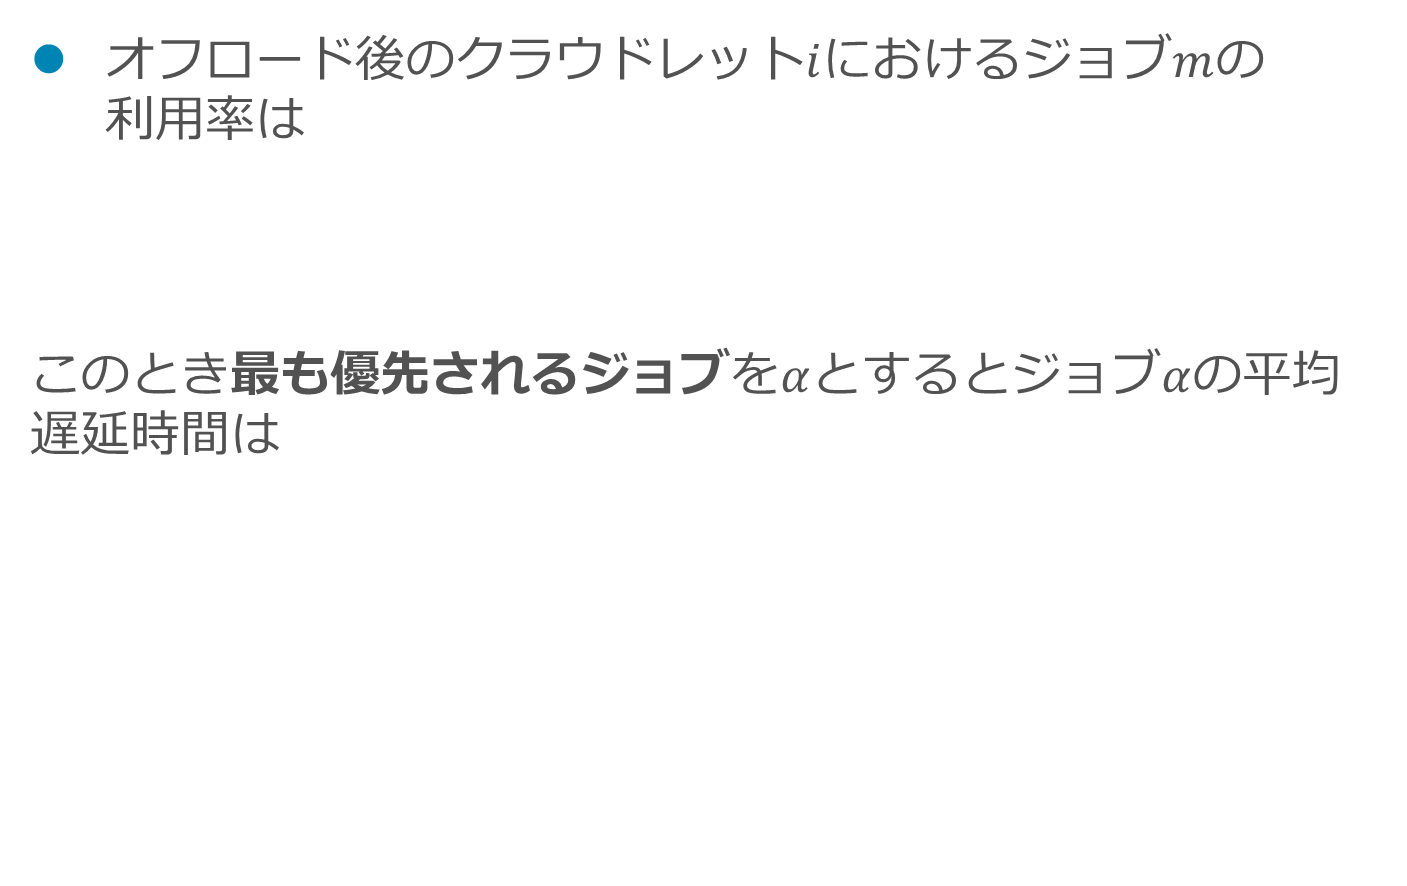 ● オフロード後のクラウドレット𝑖におけるジョブ𝑚の
利用率は
このとき最も優先されるジョブを𝛼とするとジョブ𝛼の平均
遅延時間は